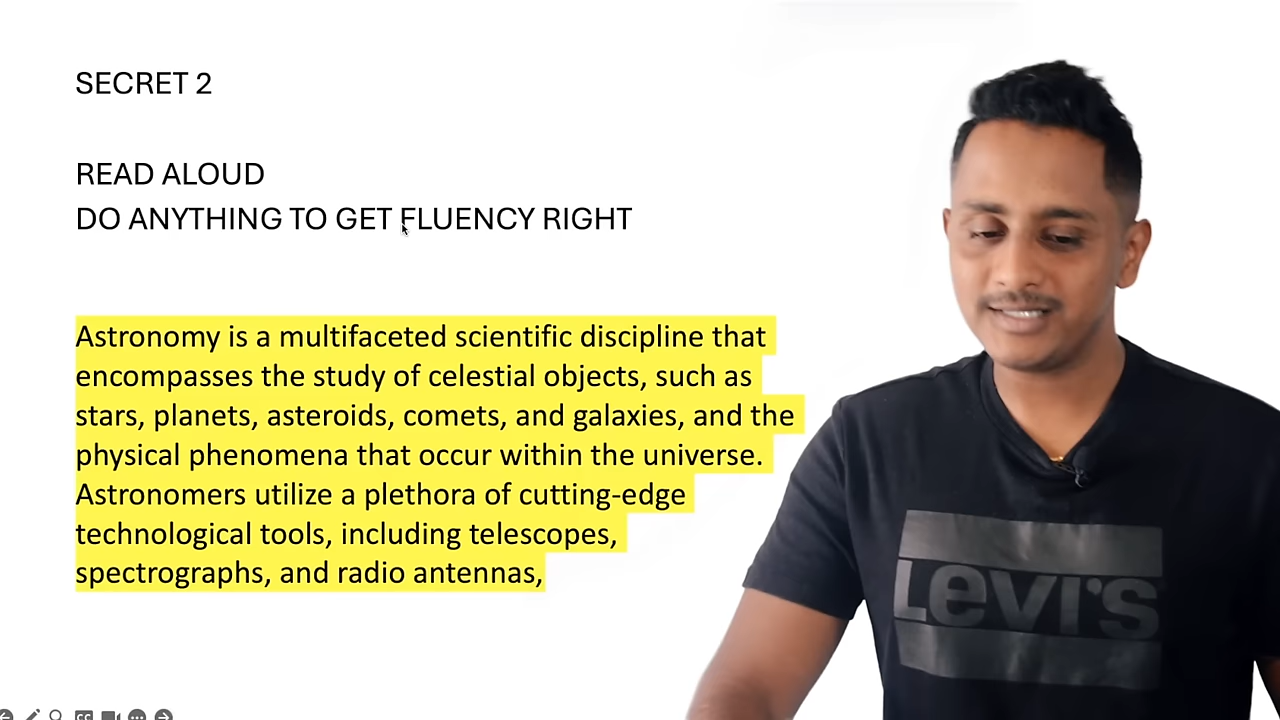 SECRET 2
READ ALOUD
DO ANYTHING TO GET FLUENCY RIGHT
Astronomy is a multifaceted scientific discipline that
encompasses the study of celestial objects, such as
stars, planets, asteroids, comets, and galaxies, and the
physical phenomena that occur within the universe.
Astronomers utilize a plethora of cutting-edge
technological tools, including telescopes,
spectrographs, and radio antennas,
LEVI'S